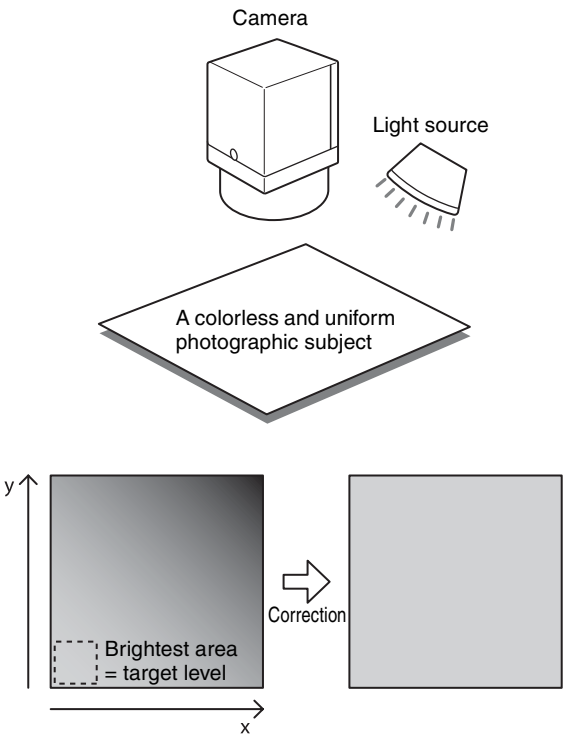 Camera
Light source
A colorless and uniform
photographic subject
y
Brightest area
= target level
Correction
x